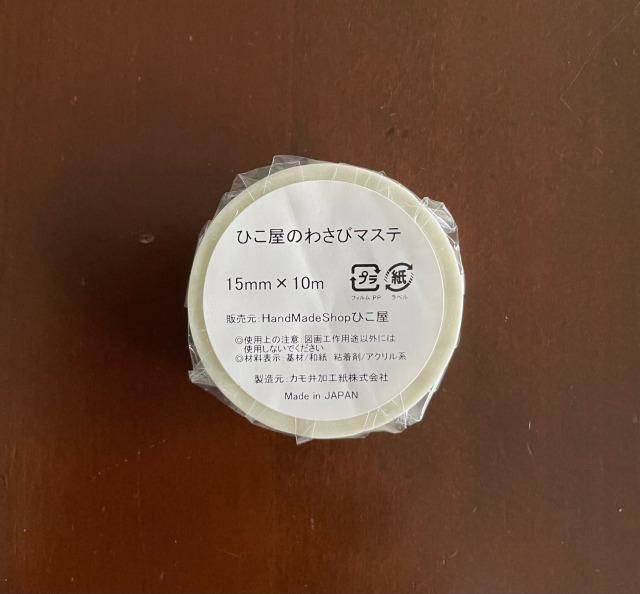 ひこ屋のわさびマステ
15mm×10m
プラ 紙
フィルム PP ラベル
販売元:HandMadeShopひこ屋
◎使用上の注意:図画工作用途以外には
使用しないでください
◎材料表示:基材/和紙 粘着剤/アクリル系
製造元:カモ井加工紙株式会社
Made in JAPAN